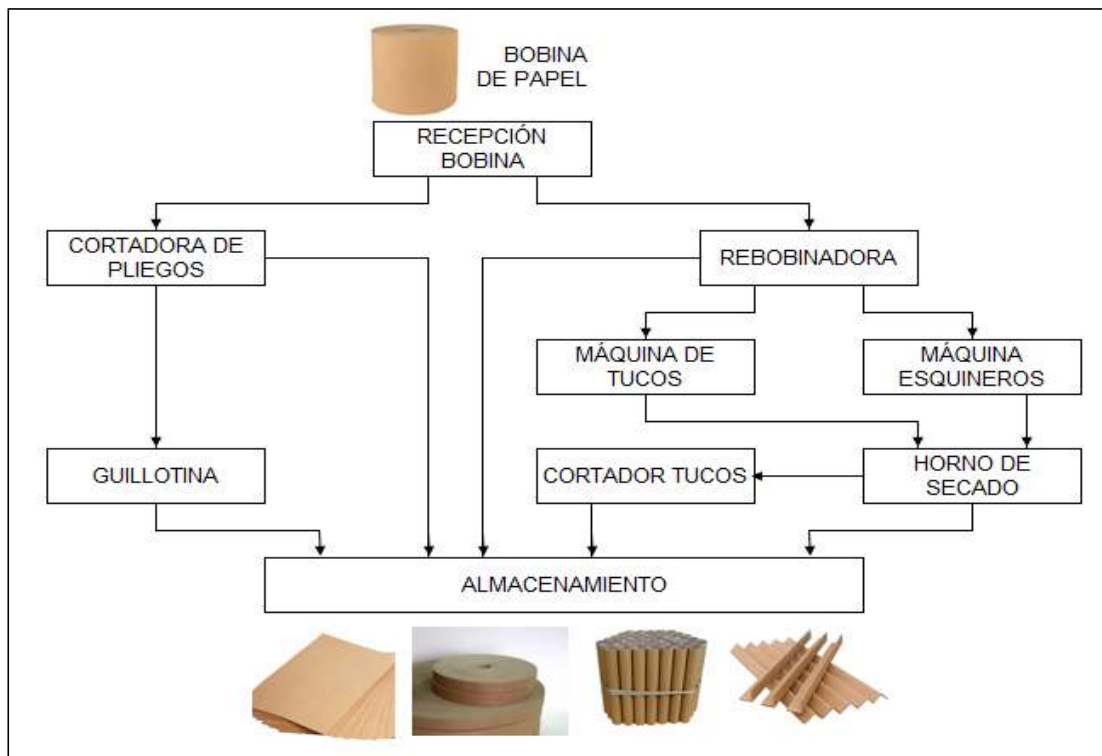 BOBINA
DE PAPEL
RECEPCIÓN
BOBINA
CORTADORA DE
PLIEGOS
REBOBINADORA
MÁQUINA DE
TUCOS
MÁQUINA
ESQUINEROS
GUILLOTINA
CORTADOR TUCOS
HORNO DE
SECADO
ALMACENAMIENTO